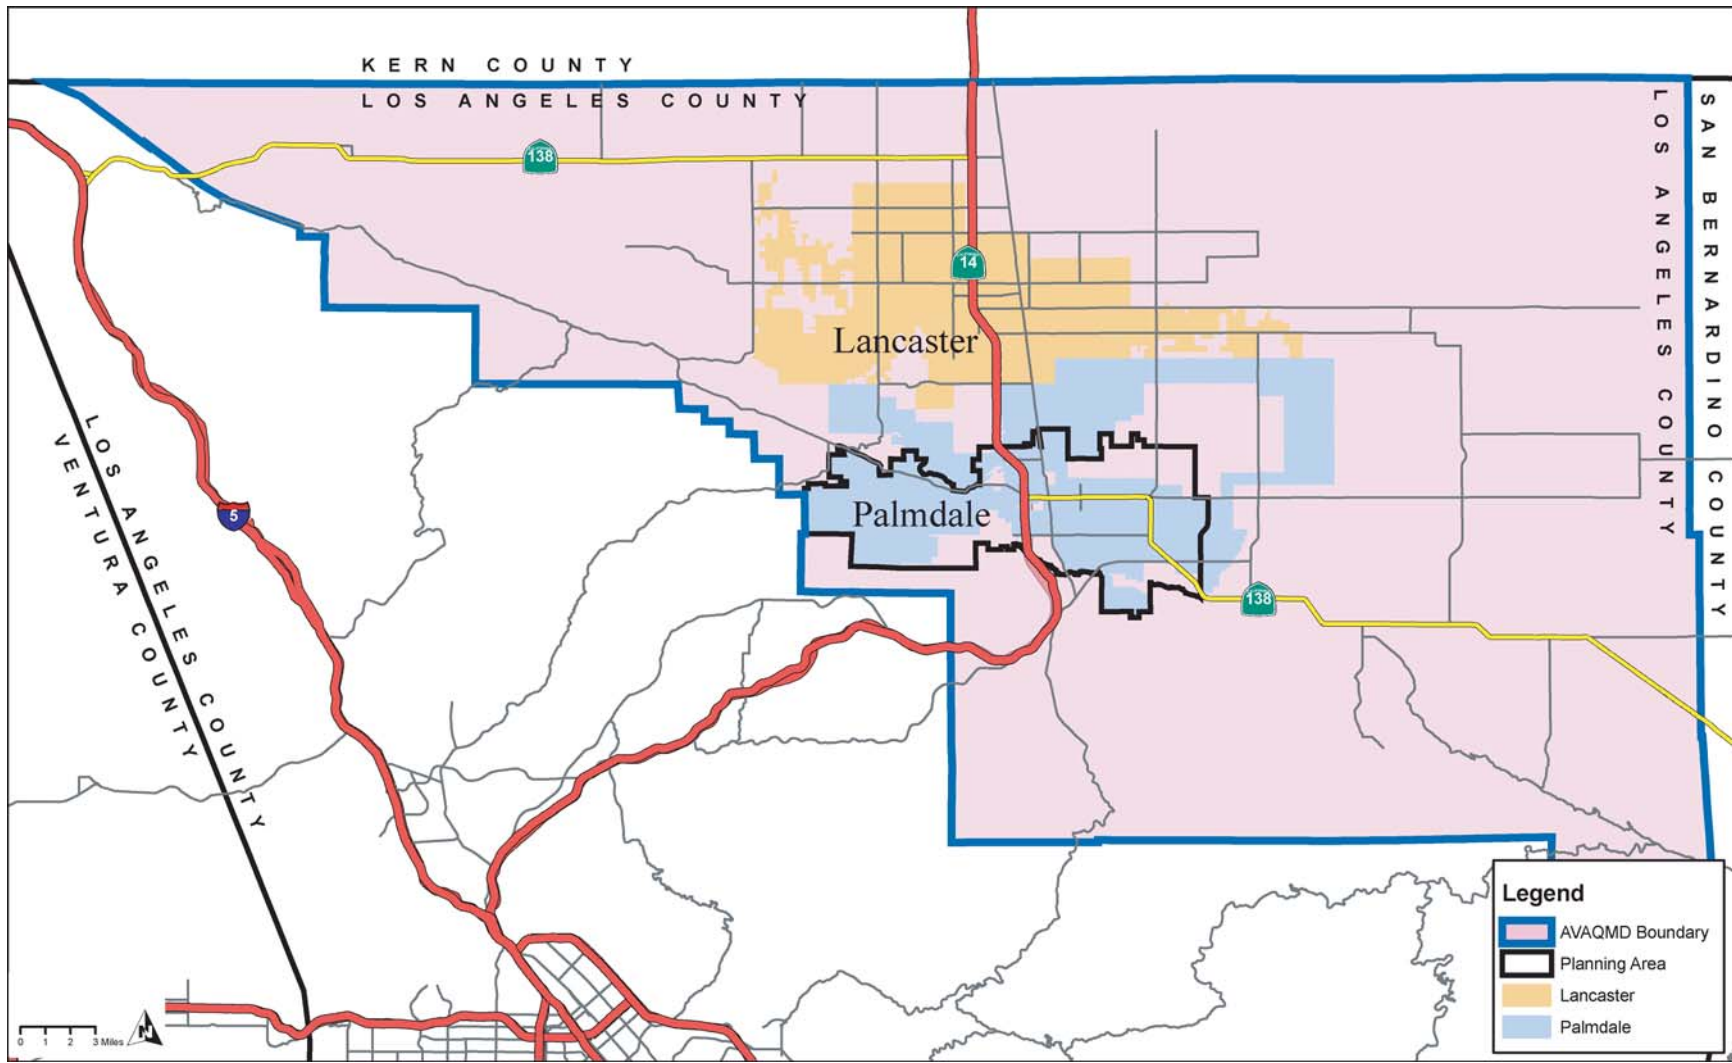 KERN COUNTY
LOS ANGELES COUNTY
LOS ANGELES COUNTY
SAN BERNARDINO COUNTY
138
14
Lancaster
LOS ANGELES COUNTY
VENTURA COUNTY
5
Palmdale
138
Legend
AVAQMD Boundary
Planning Area
Lancaster
Palmdale
0 1 2 3 Miles
N